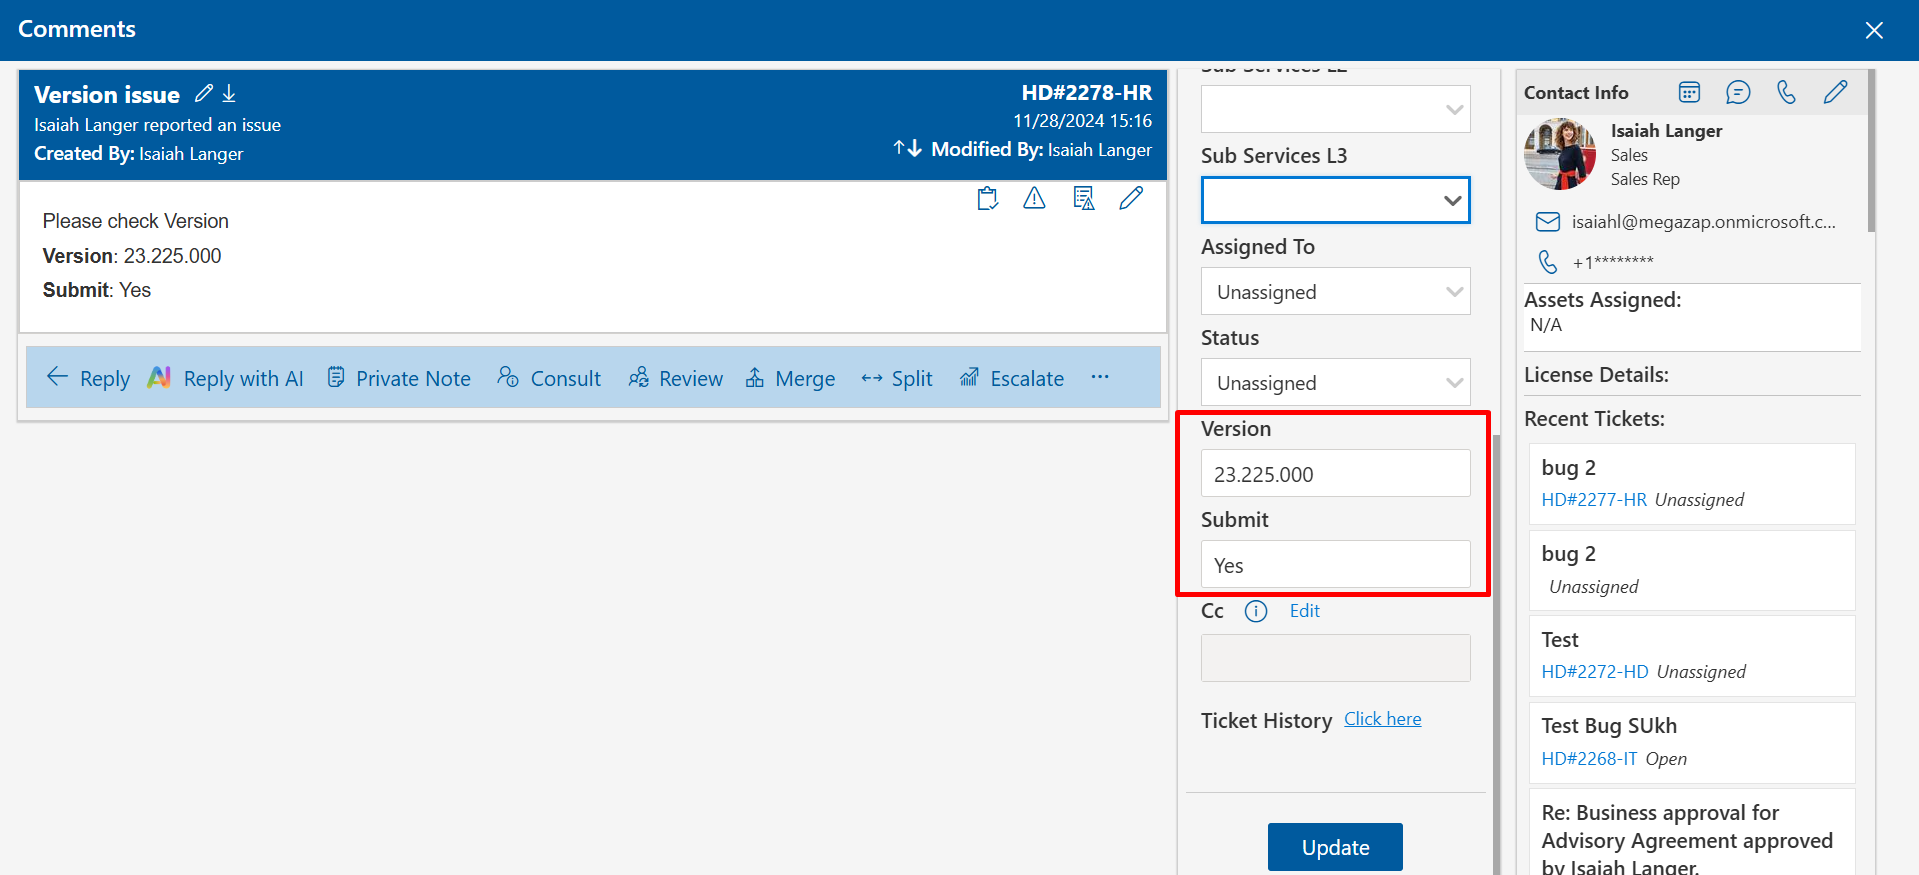 Comments
Version issue
Isaiah Langer reported an issue
Created By: Isaiah Langer
HD#2278-HR
11/28/2024 15:16
Modified By: Isaiah Langer
Please check Version
Version: 23.225.000
Submit: Yes
Reply
AI Reply with AI
Private Note
Consult
Review
Merge
Split
Escalate
Sub Services L2
Sub Services L3
Assigned To
Unassigned
Status
Unassigned
Version
23.225.000
Submit
Yes
Cc Edit
Ticket History Click here
Update
Contact Info
Isaiah Langer
Sales
Sales Rep
isaiahl@megazap.onmicrosoft.c...
+1********
Assets Assigned:
N/A
License Details:
Recent Tickets:
bug 2
HD#2277-HR Unassigned
bug 2
Unassigned
Test
HD#2272-HD Unassigned
Test Bug SUkh
HD#2268-IT Open
Re: Business approval for
Advisory Agreement approved
by Isaiah Langer.